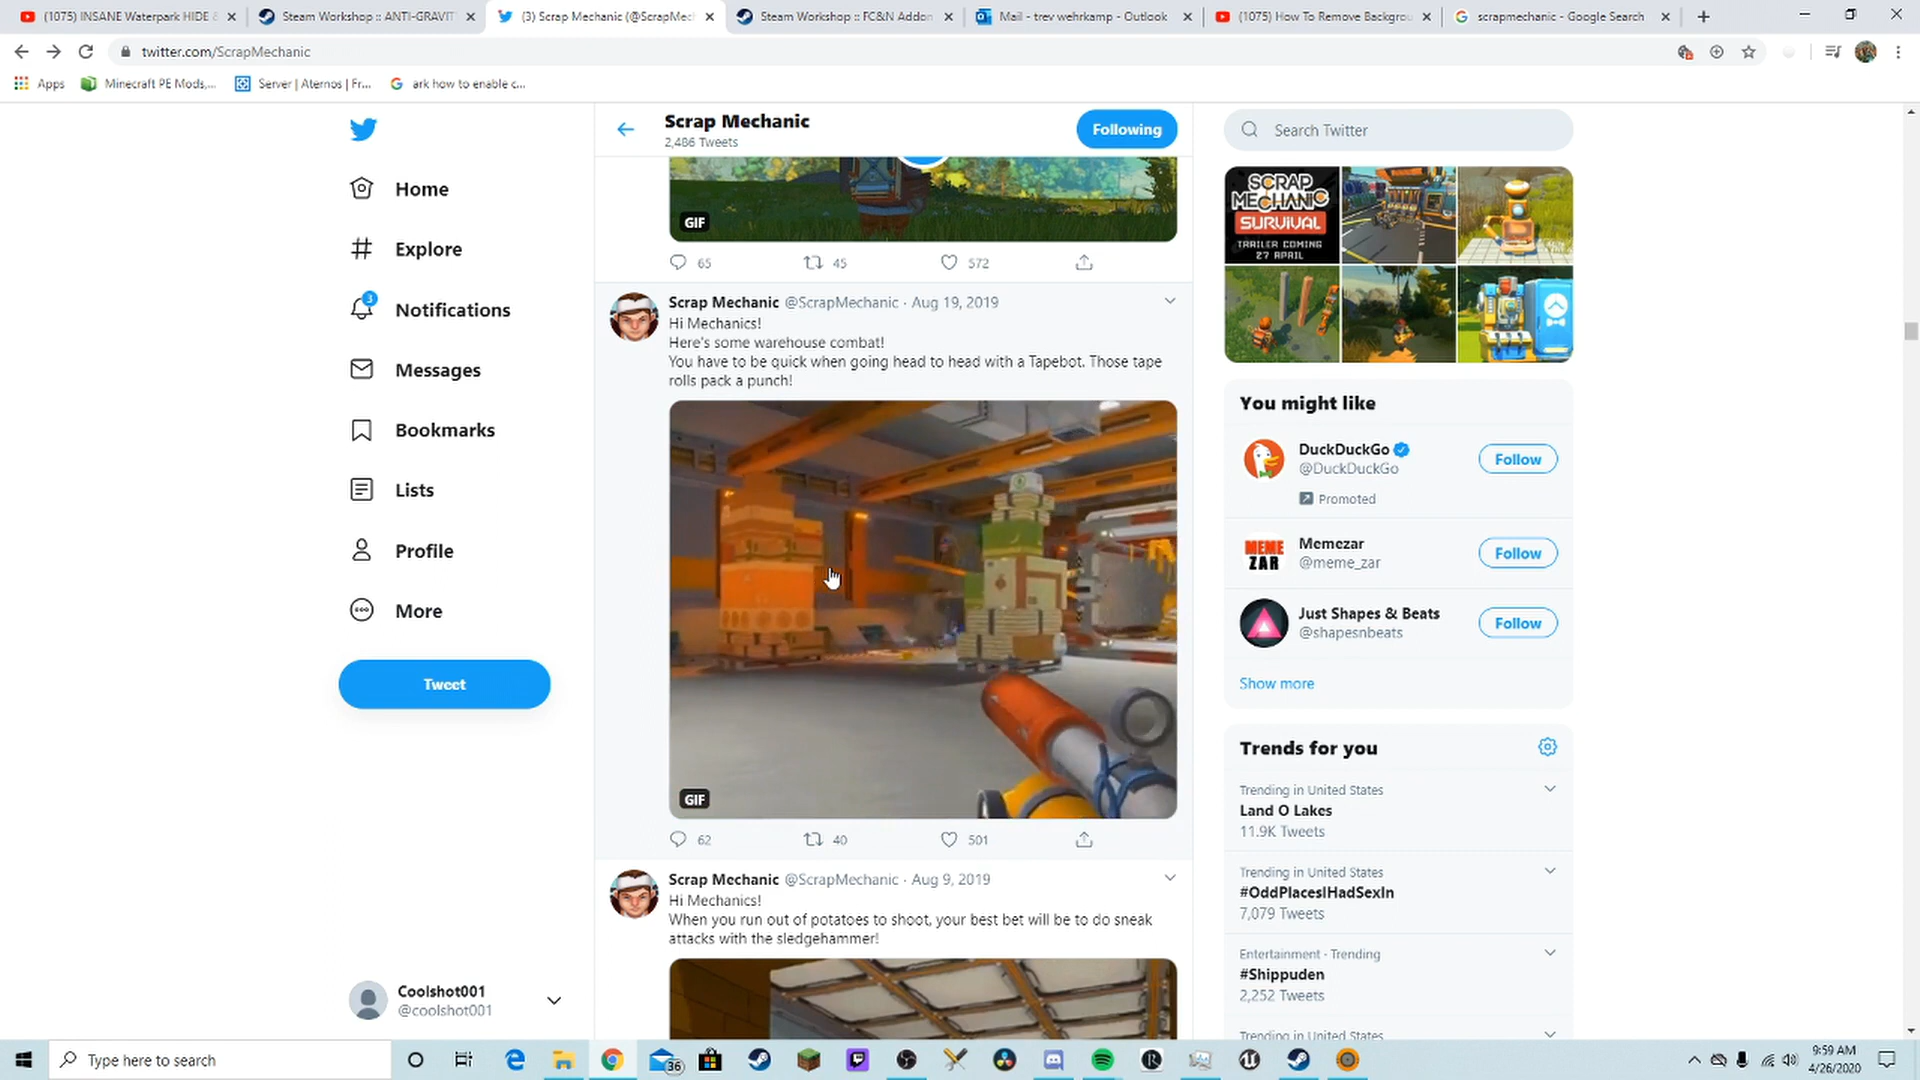 (1075) INSANE Waterpark HIDE &
Steam Workshop :: ANTI-GRAVIT
(3) Scrap Mechanic (@ScrapMec
Steam Workshop :: FC&N Addon
Mail - trev wehrkamp - Outlook
(1075) How To Remove Backgrou
scrapmechanic - Google Search
twitter.com/ScrapMechanic
Apps
Minecraft PE Mods,...
Server | Aternos | Fr...
ark how to enable c...
Home
Explore
3
Notifications
Messages
Bookmarks
Lists
Profile
More
Tweet
Coolshot001
@coolshot001
Scrap Mechanic
2,486 Tweets
Following
GIF
65
45
572
Scrap Mechanic @ScrapMechanic · Aug 19, 2019
Hi Mechanics!
Here's some warehouse combat!
You have to be quick when going head to head with a Tapebot. Those tape
rolls pack a punch!
GIF
62
40
501
Scrap Mechanic @ScrapMechanic · Aug 9, 2019
Hi Mechanics!
When you run out of potatoes to shoot, your best bet will be to do sneak
attacks with the sledgehammer!
Search Twitter
SCRAP
MECHANIC
SURVIVAL
TRAILER COMING
27 APRIL
You might like
DuckDuckGo
@DuckDuckGo
Promoted
Follow
MEME
ZAR
Memezar
@meme_zar
Follow
Just Shapes & Beats
@shapesnbeats
Follow
Show more
Trends for you
Trending in United States
Land O Lakes
11.9K Tweets
Trending in United States
#OddPlacesIHadSexIn
7,079 Tweets
Entertainment · Trending
#Shippuden
2,252 Tweets
Trending in United States
Type here to search
36
9:59 AM
4/26/2020